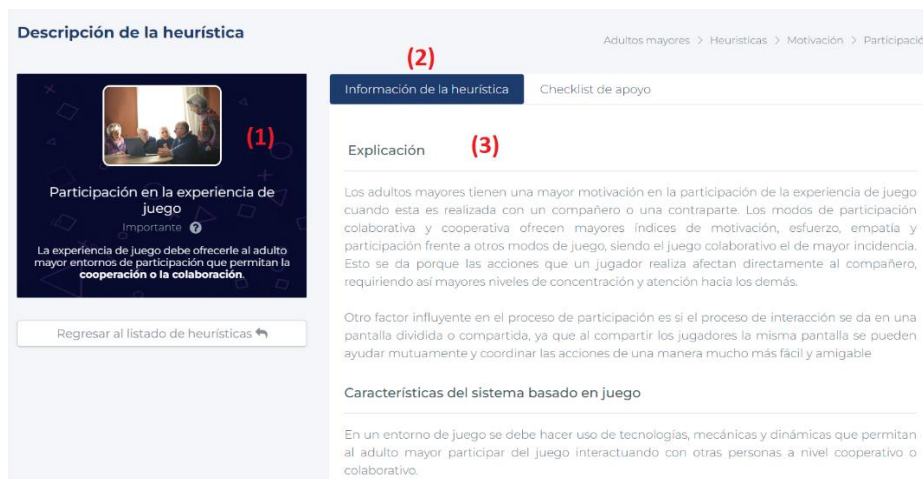 Descripción de la heurística
Adultos mayores > Heuristicas > Motivación > Participació
(1)
Participación en la experiencia de
juego
Importante ?
La experiencia de juego debe ofrecerle al adulto
mayor entornos de participación que permitan la
cooperación o la colaboración.
Regresar al listado de heurísticas
(2)
Información de la heurística
Checklist de apoyo
Explicación
(3)
Los adultos mayores tienen una mayor motivación en la participación de la experiencia de juego
cuando esta es realizada con un compañero o una contraparte. Los modos de participación
colaborativa y cooperativa ofrecen mayores índices de motivación, esfuerzo, empatía y
participación frente a otros modos de juego, siendo el juego colaborativo el de mayor incidencia.
Esto se da porque las acciones que un jugador realiza afectan directamente al compañero,
requiriendo así mayores niveles de concentración y atención hacia los demás.
Otro factor influyente en el proceso de participación es si el proceso de interacción se da en una
pantalla dividida o compartida, ya que al compartir los jugadores la misma pantalla se pueden
ayudar mutuamente y coordinar las acciones de una manera mucho más fácil y amigable
Características del sistema basado en juego
En un entorno de juego se debe hacer uso de tecnologías, mecánicas y dinámicas que permitan
al adulto mayor participar del juego interactuando con otras personas a nivel cooperativo o
colaborativo.